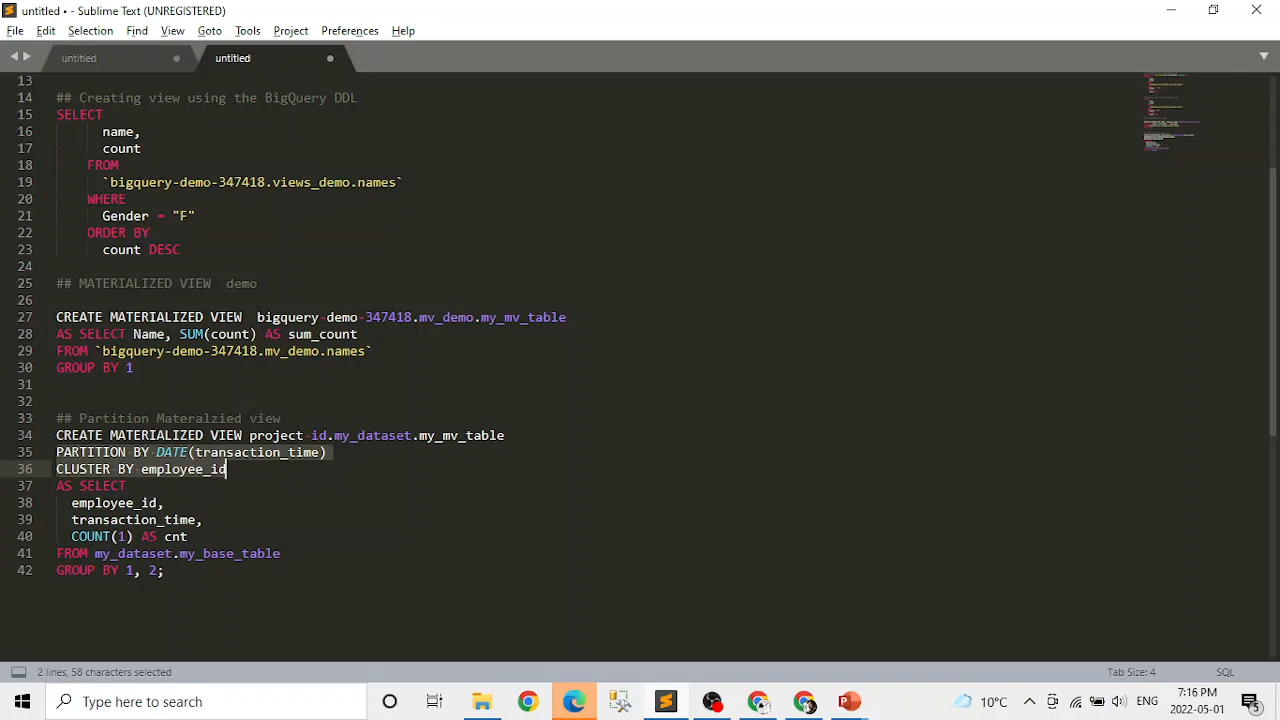 untitled • - Sublime Text (UNREGISTERED)
File Edit Selection Find View Goto Tools Project Preferences Help
untitled untitled
13
14 ## Creating view using the BigQuery DDL
15 SELECT
16 name,
17 count
18 FROM
19 `bigquery-demo-347418.views_demo.names`
20 WHERE
21 Gender = "F"
22 ORDER BY
23 count DESC
24
25 ## MATERIALIZED VIEW demo
26
27 CREATE MATERIALIZED VIEW bigquery-demo-347418.mv_demo.my_mv_table
28 AS SELECT Name, SUM(count) AS sum_count
29 FROM `bigquery-demo-347418.mv_demo.names`
30 GROUP BY 1
31
32
33 ## Partition Materalzied view
34 CREATE MATERIALIZED VIEW project-id.my_dataset.my_mv_table
35 PARTITION BY DATE(transaction_time)
36 CLUSTER BY employee_id
37 AS SELECT
38 employee_id,
39 transaction_time,
40 COUNT(1) AS cnt
41 FROM my_dataset.my_base_table
42 GROUP BY 1, 2;
2 lines, 58 characters selected Tab Size: 4 SQL
Type here to search 10°C ENG 7:16 PM
2022-05-01 5